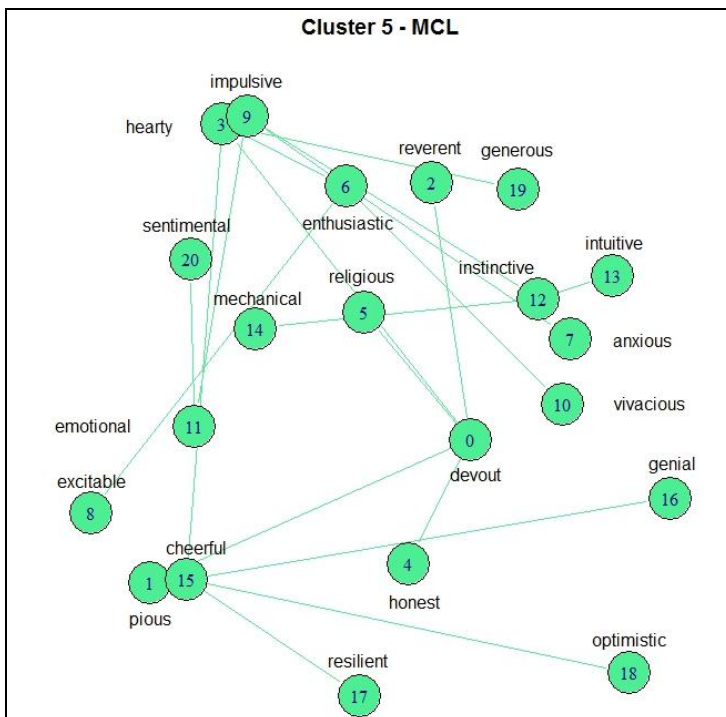 Cluster 5 - MCL
impulsive
hearty
3
9
reverent
generous
2
19
6
enthusiastic
sentimental
20
intuitive
instinctive
13
12
religious
mechanical
5
14
7
anxious
10
vivacious
emotional
11
0
devout
excitable
8
genial
16
cheerful
1
15
pious
4
honest
optimistic
18
resilient
17